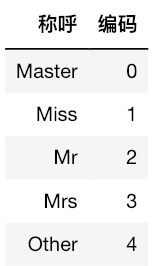 称呼 编码
Master 0
Miss 1
Mr 2
Mrs 3
Other 4